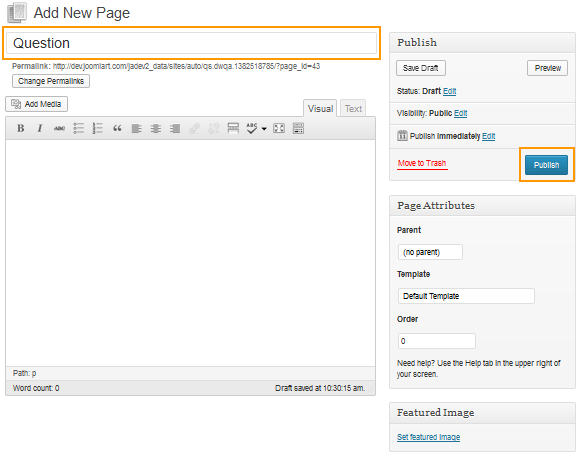 Add New Page
Question
Permalink: http://dev.joomlart.com/jadev2_data/sites/auto/qs.dwqa.1382518785/?page_id=43
Change Permalinks
Add Media
Visual
Text
B I ABC ABC
Path: p
Word count: 0
Draft saved at 10:30:15 am.
Publish
Save Draft
Preview
Status: Draft Edit
Visibility: Public Edit
Publish immediately Edit
Move to Trash
Publish
Page Attributes
Parent
(no parent)
Template
Default Template
Order
0
Need help? Use the Help tab in the upper right of
your screen.
Featured Image
Set featured image